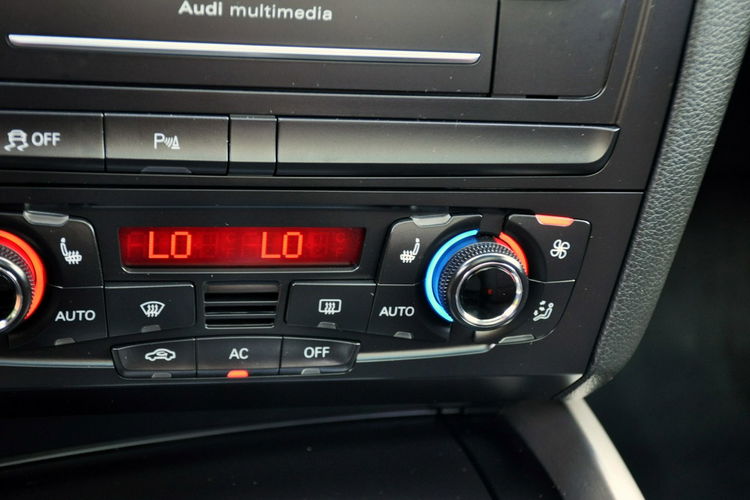 Audi multimedia
OFF
P
LO LO
AUTO
AUTO
AC
OFF